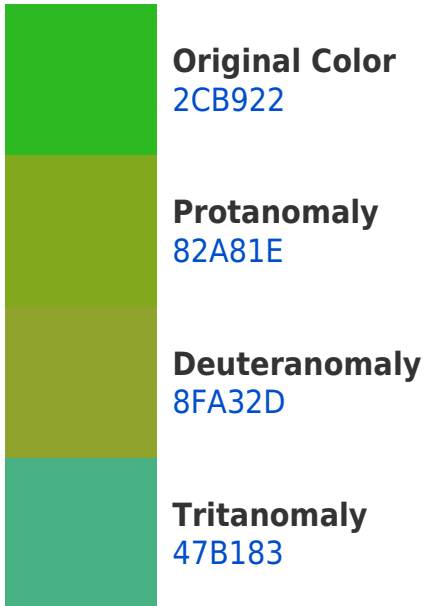 Original Color
2CB922
Protanomaly
82A81E
Deuteranomaly
8FA32D
Tritanomaly
47B183